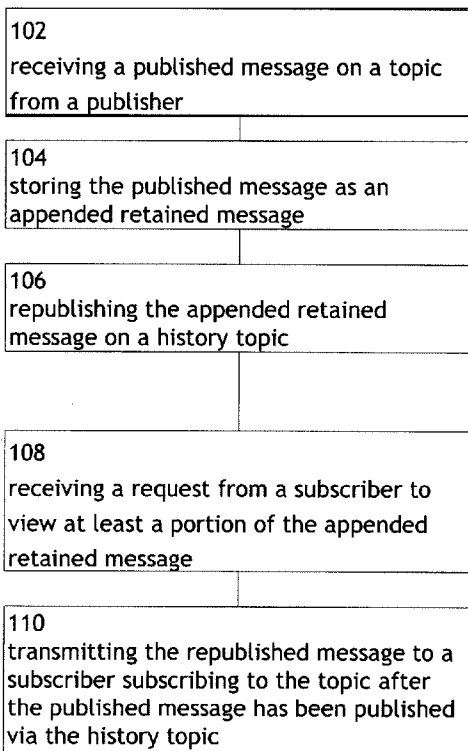 102
receiving a published message on a topic
from a publisher
104
storing the published message as an
appended retained message
106
republishing the appended retained
message on a history topic
108
receiving a request from a subscriber to
view at least a portion of the appended
retained message
110
transmitting the republished message to a
subscriber subscribing to the topic after
the published message has been published
via the history topic